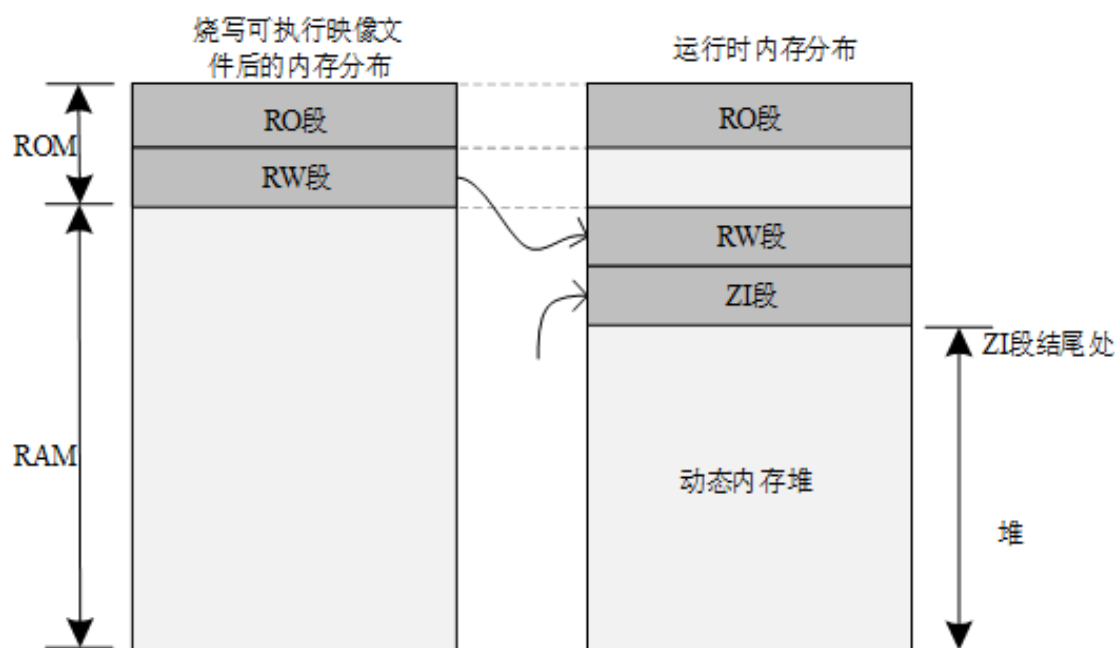 烧写可执行映像文
件后的内存分布
运行时内存分布
ROM
RO段
RO段
RW段
RW段
ZI段
ZI段结尾处
RAM
动态内存堆
堆